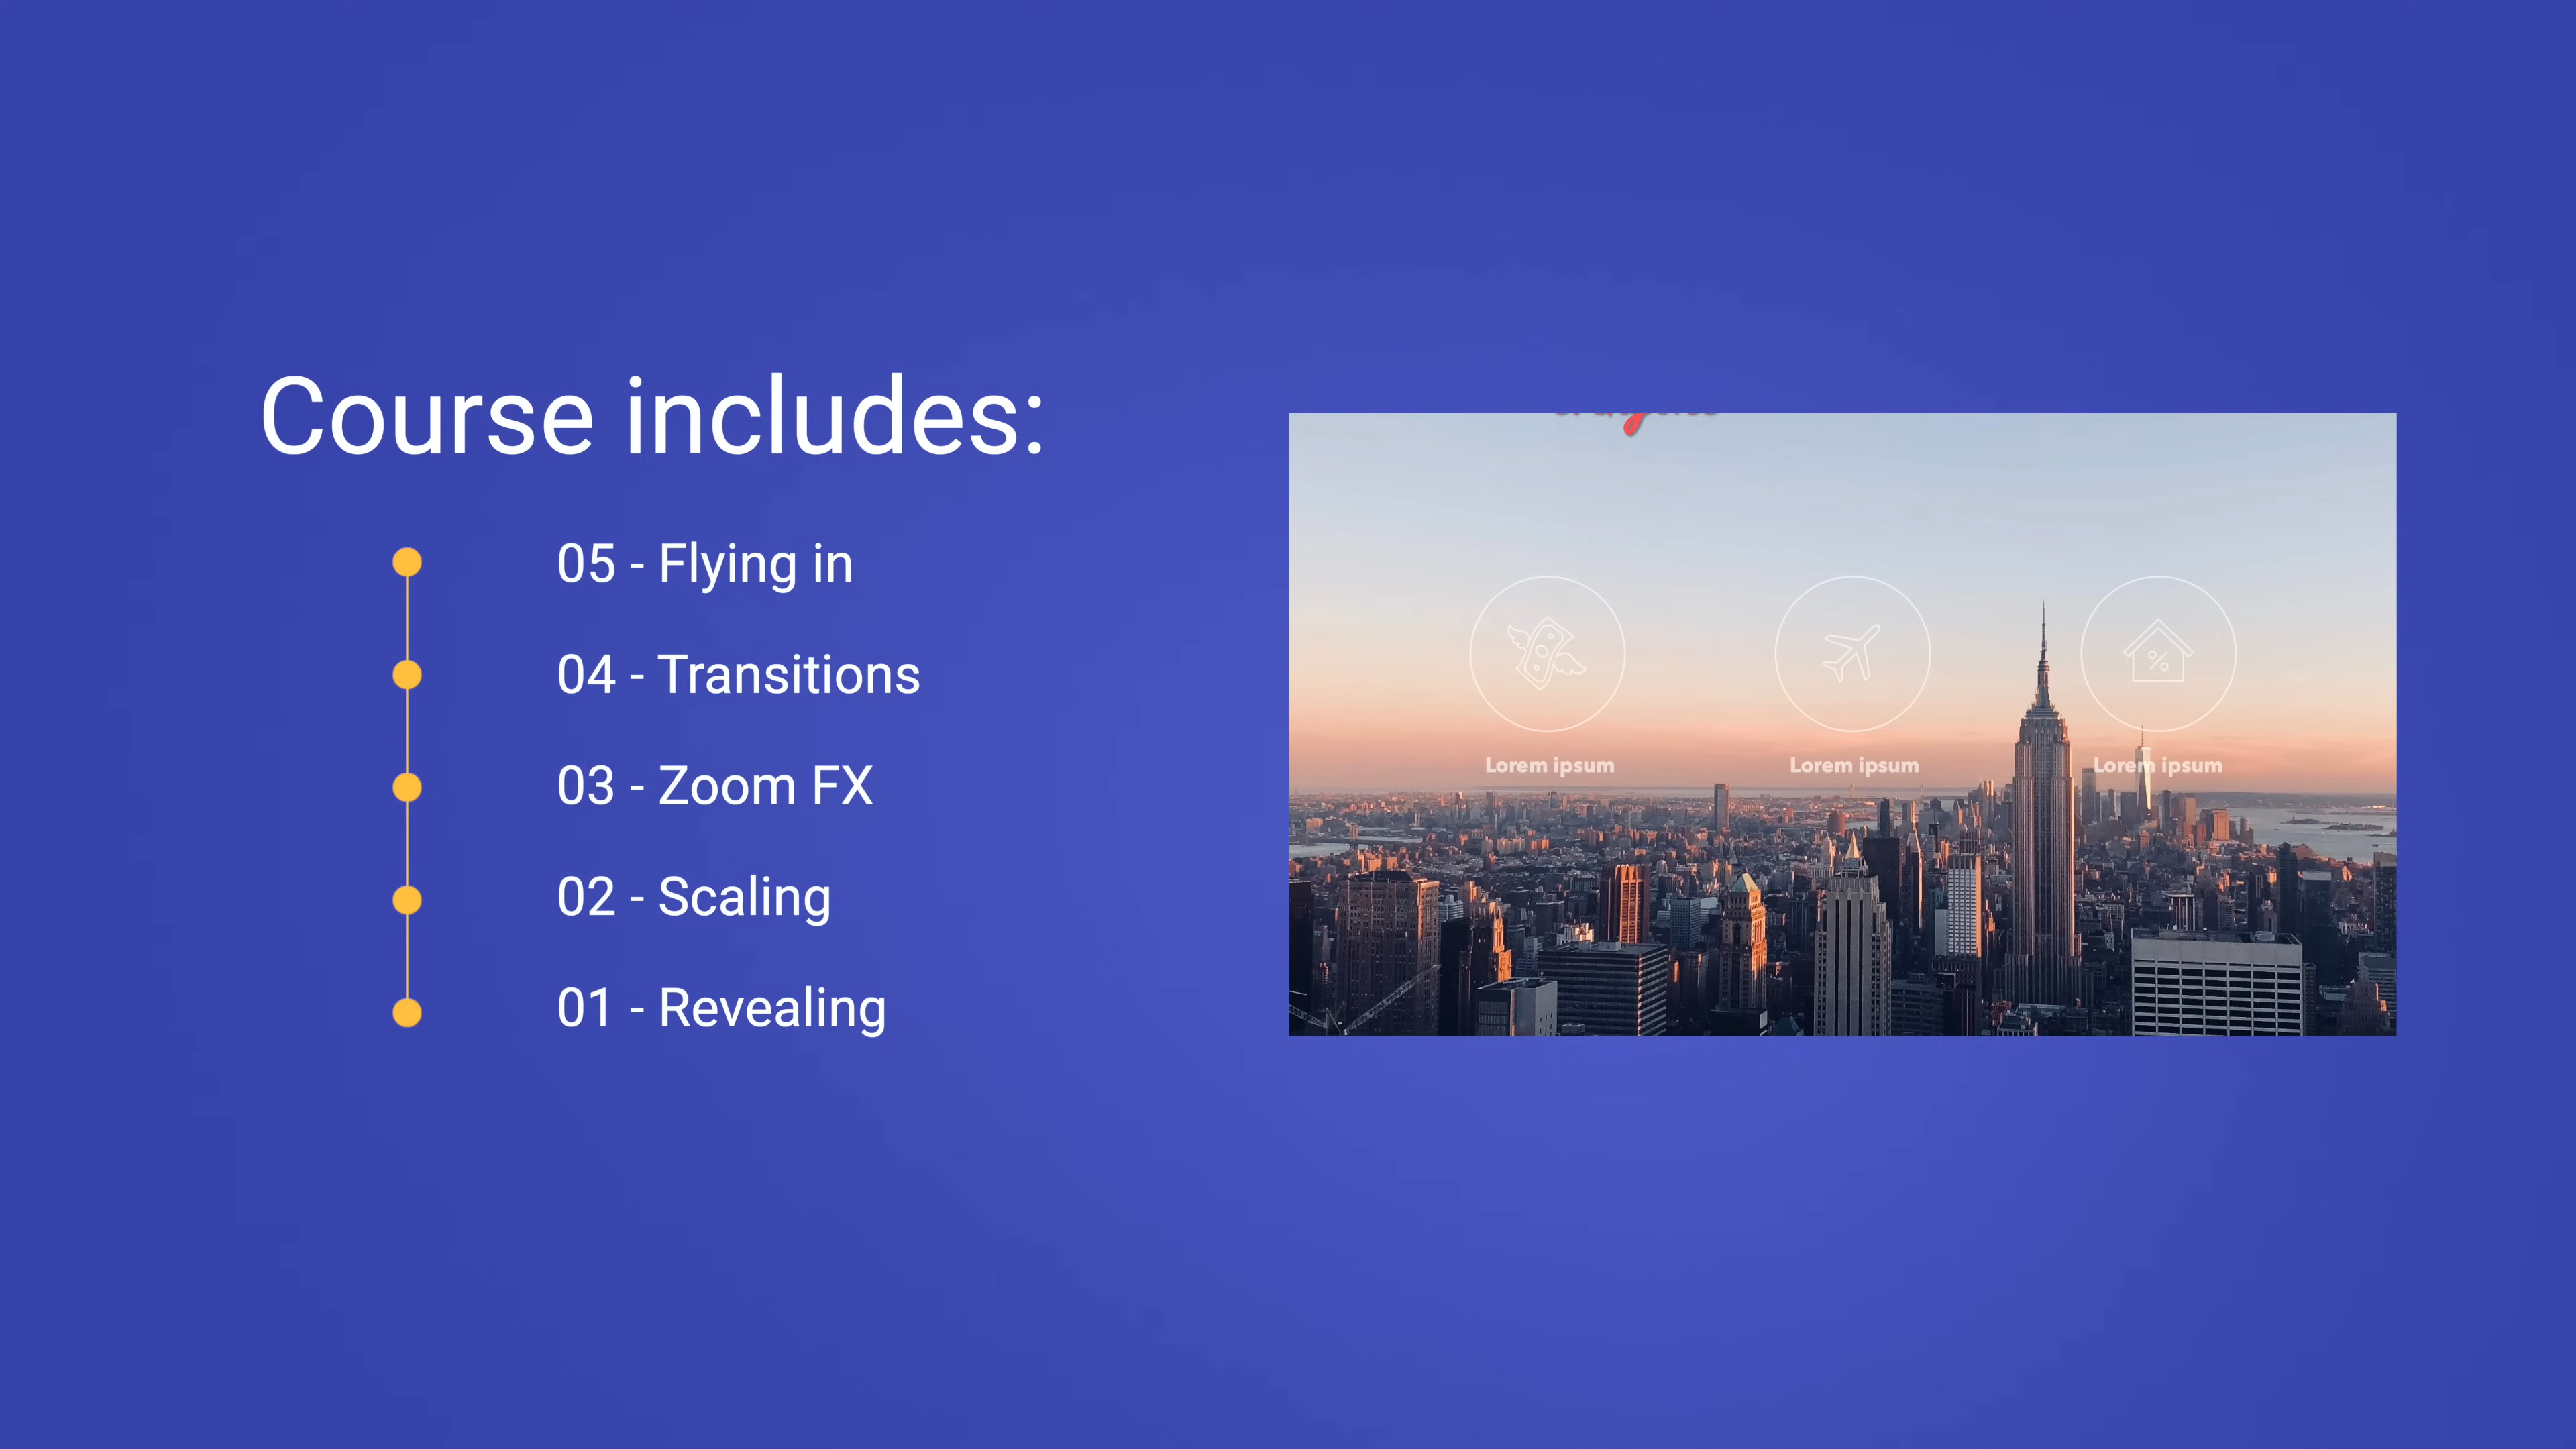 Course includes:
05 - Flying in
04 - Transitions
03 - Zoom FX
02 - Scaling
01 - Revealing
Lorem ipsum
Lorem ipsum
Lorem ipsum